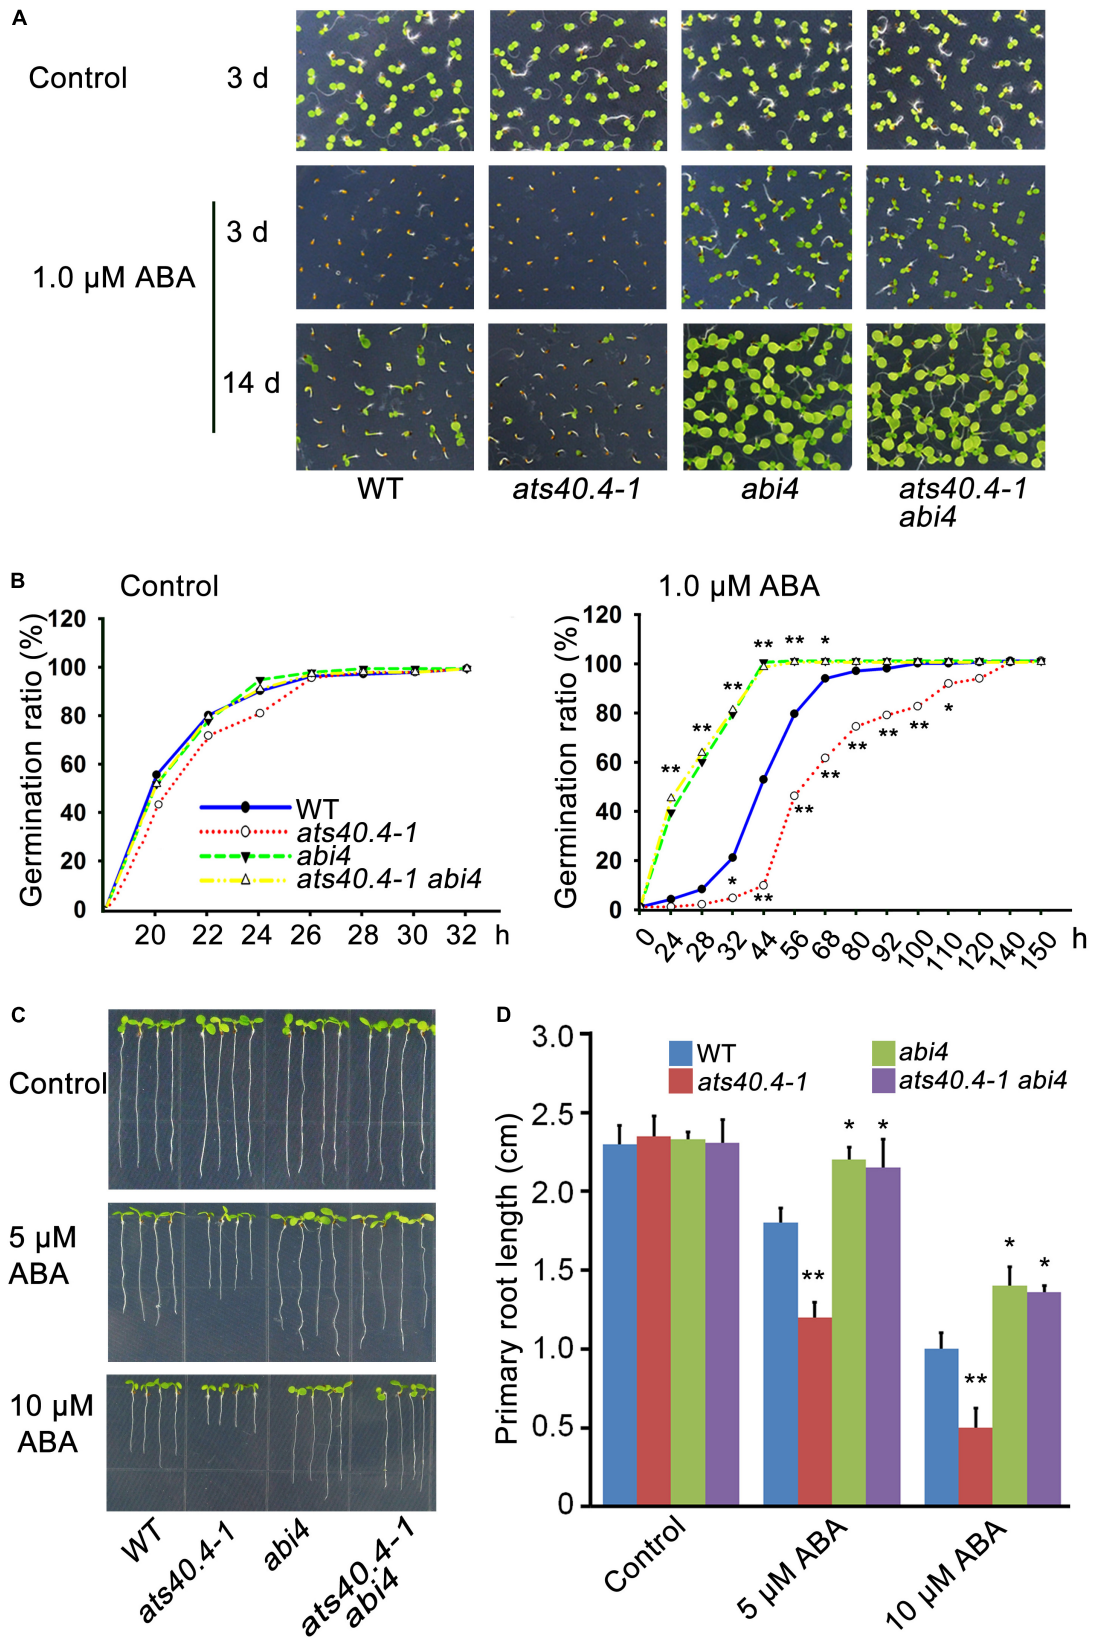 A
Control
3 d
1.0 µM ABA
3 d
14 d
WT
ats40.4-1
abi4
ats40.4-1
abi4
B
Control
Germination ratio (%)
120
100
80
60
40
20
0
20 22 24 26 28 30 32 h
WT
ats40.4-1
abi4
ats40.4-1 abi4
1.0 µM ABA
Germination ratio (%)
120
100
80
60
40
20
0
** ** *
**
**
**
*
**
**
**
**
**
**
*
0 24 28 32 44 56 68 80 92 100 110 120 140 150 h
C
Control
5 µM
ABA
10 µM
ABA
WT
ats40.4-1
abi4
ats40.4-1
abi4
D
Primary root length (cm)
3.0
2.5
2.0
1.5
1.0
0.5
0
WT
ats40.4-1
abi4
ats40.4-1 abi4
** * *
** * *
Control
5 µM ABA
10 µM ABA